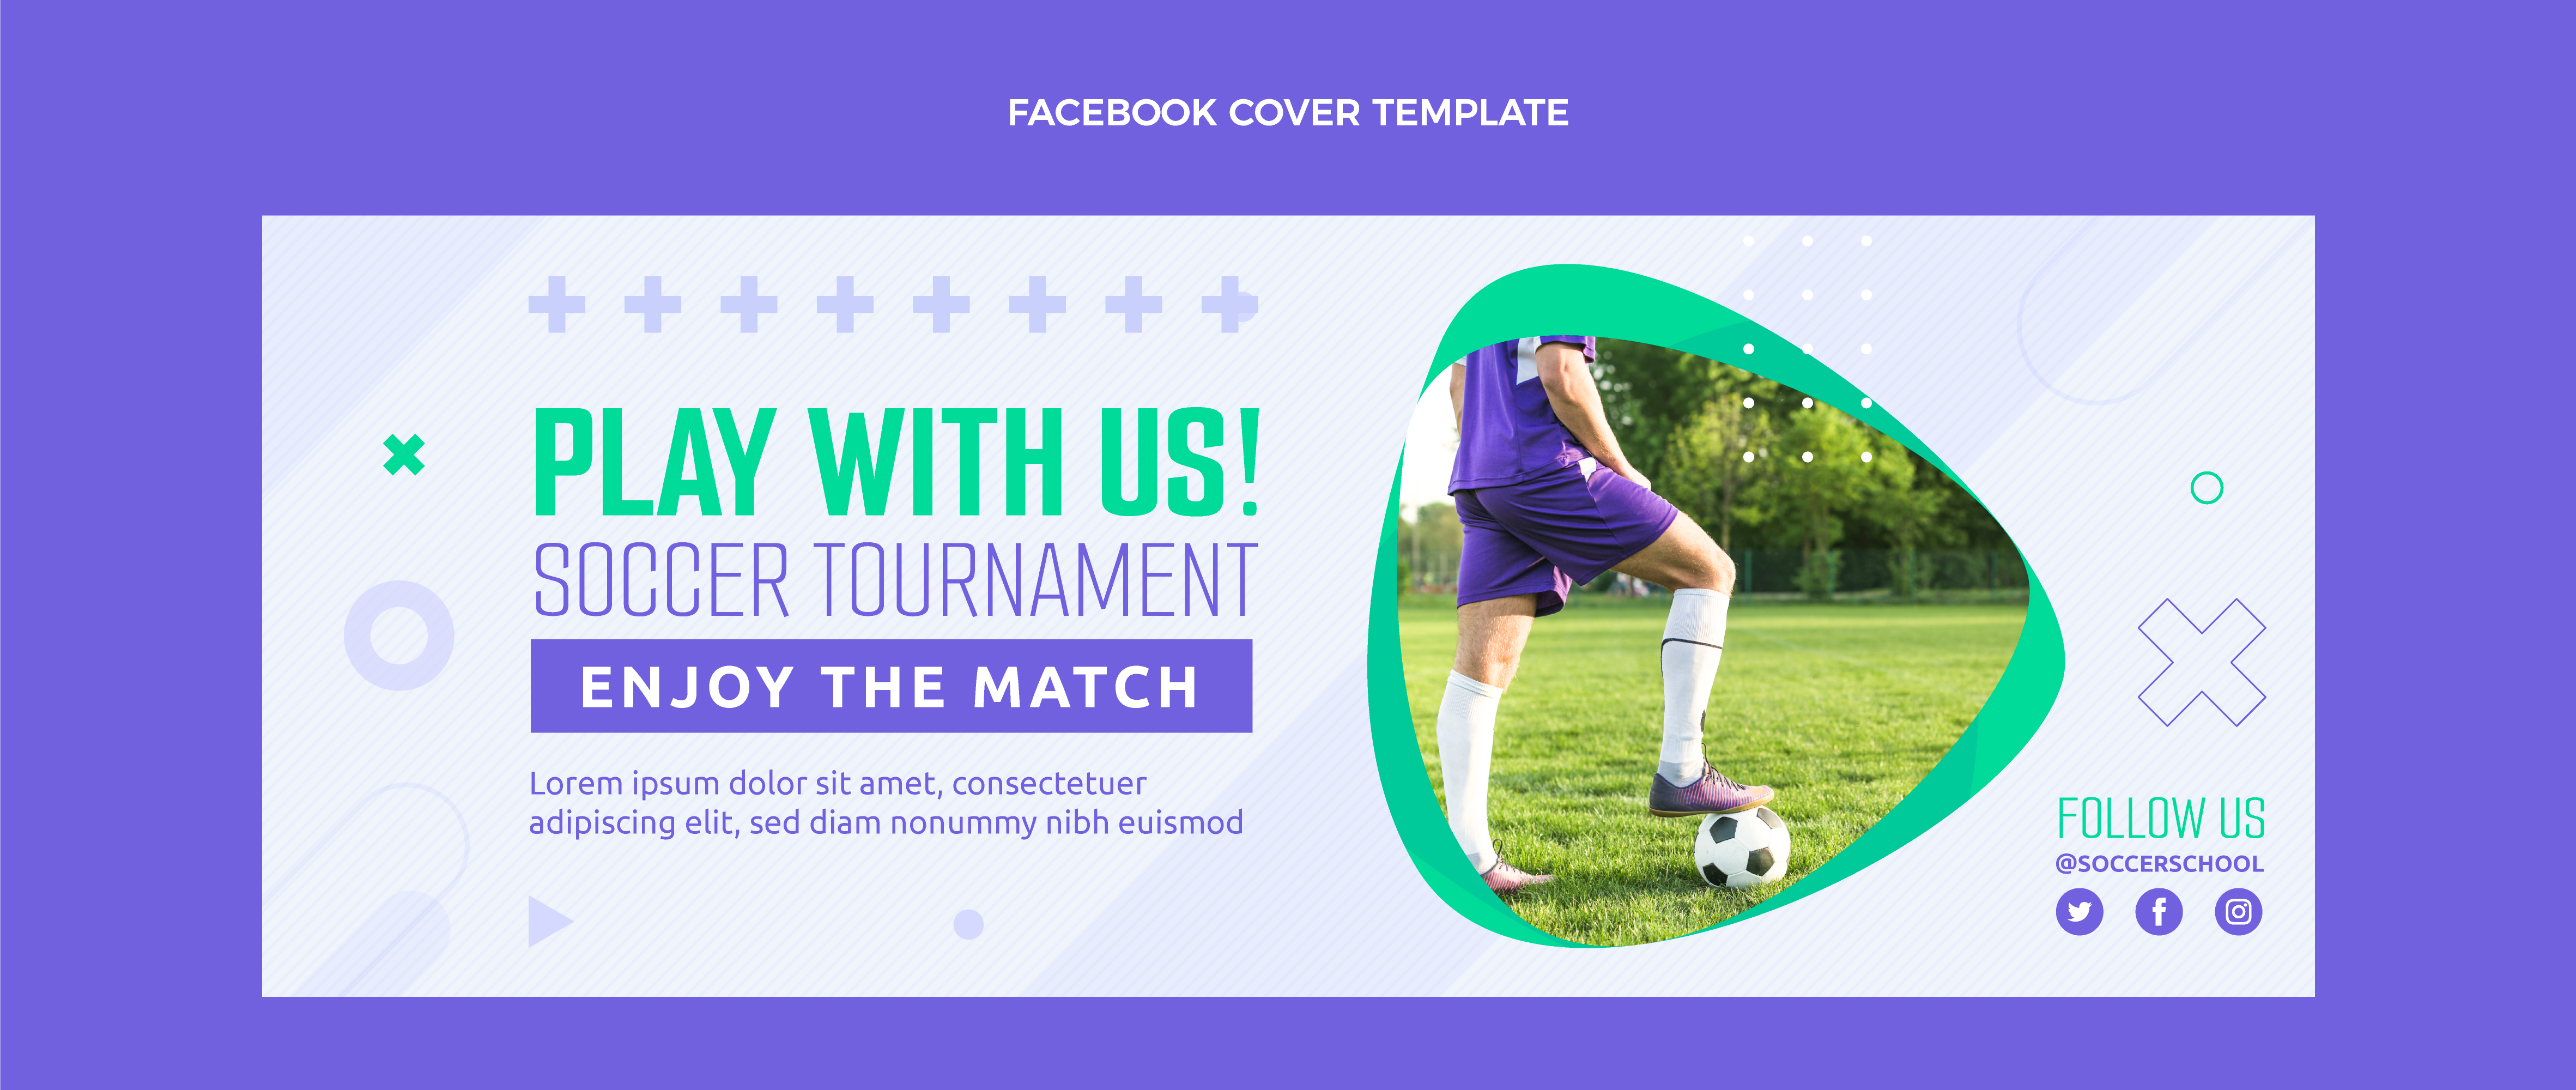 FACEBOOK COVER TEMPLATE
PLAY WITH US!
SOCCER TOURNAMENT
ENJOY THE MATCH
Lorem ipsum dolor sit amet, consectetuer
adipiscing elit, sed diam nonummy nibh euismod
FOLLOW US
@SOCCERSCHOOL